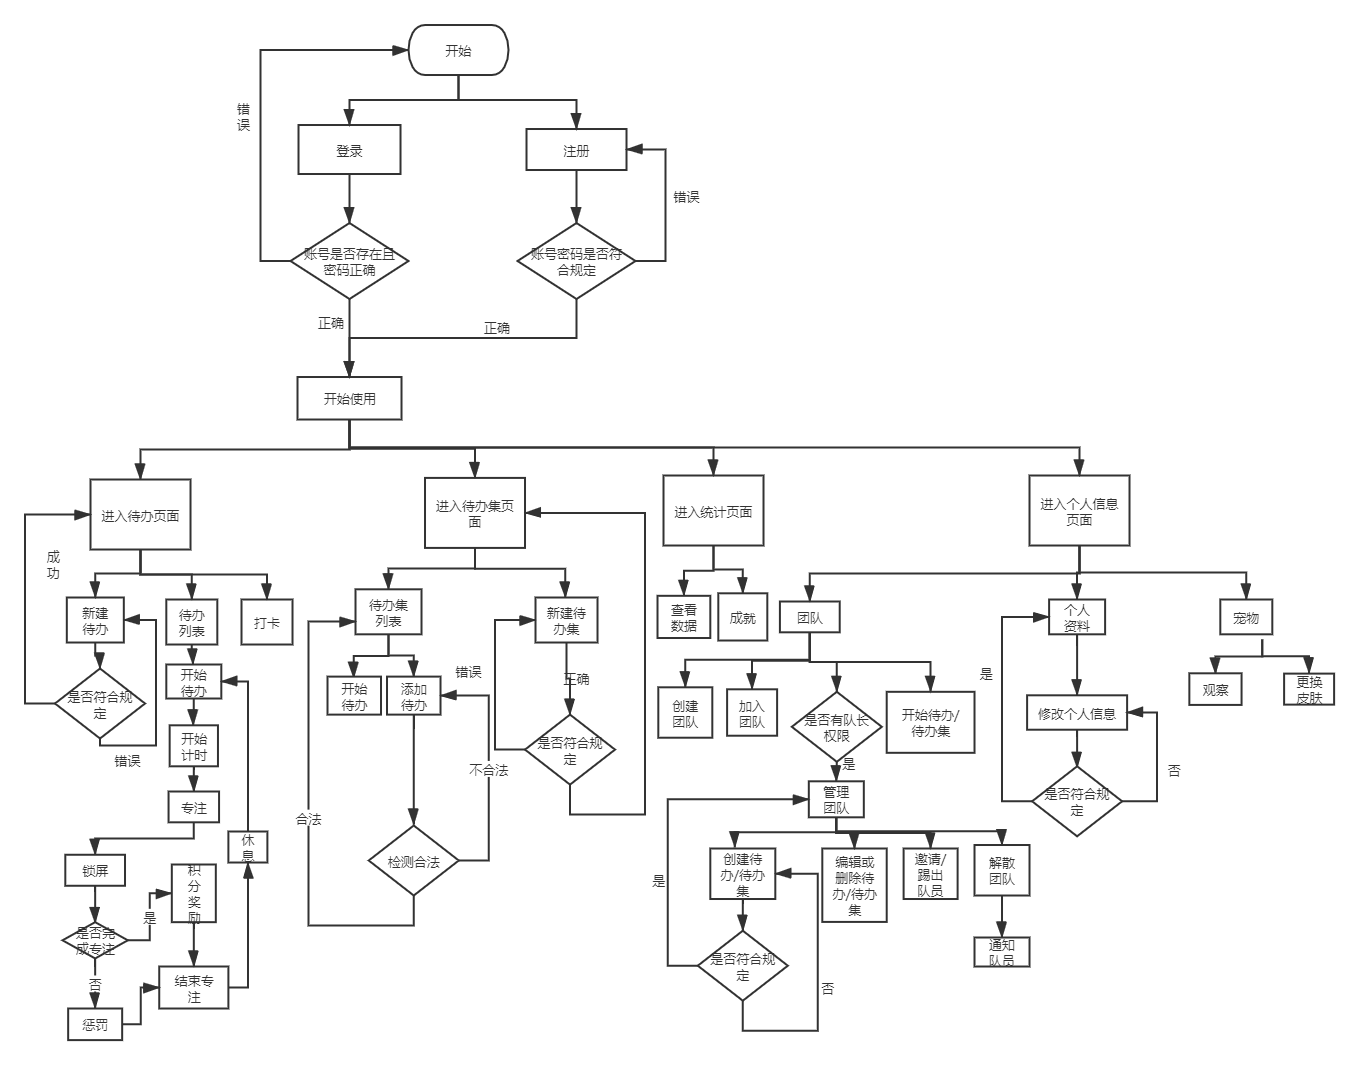 开始
错
误
登录
注册
错误
账号是否存在且
密码正确
账号密码是否符
合规定
正确
正确
开始使用
进入待办页面
进入待办集页
面
进入统计页面
进入个人信息
页面
成
功
新建
待办
待办
列表
打卡
待办集
列表
新建待
办集
查看
数据
成就
团队
个人
资料
宠物
开始
待办
开始
待办
添加
待办
错误
正确
是
创建
团队
加入
团队
是否有队长
权限
开始待办/
待办集
修改个人信息
观察
更换
皮肤
是否符合规
定
错误
开始
计时
不合法
是否符合规
定
是
否
专注
合法
管理
团队
是否符合规
定
锁屏
积
分
奖
励
休
息
检测合法
是
创建待
办/待办
集
编辑或
删除待
办/待办
集
邀请/
踢出
队员
解散
团队
是否完
成专注
是
通知
队员
否
结束专
注
是否符合规
定
否
惩罚